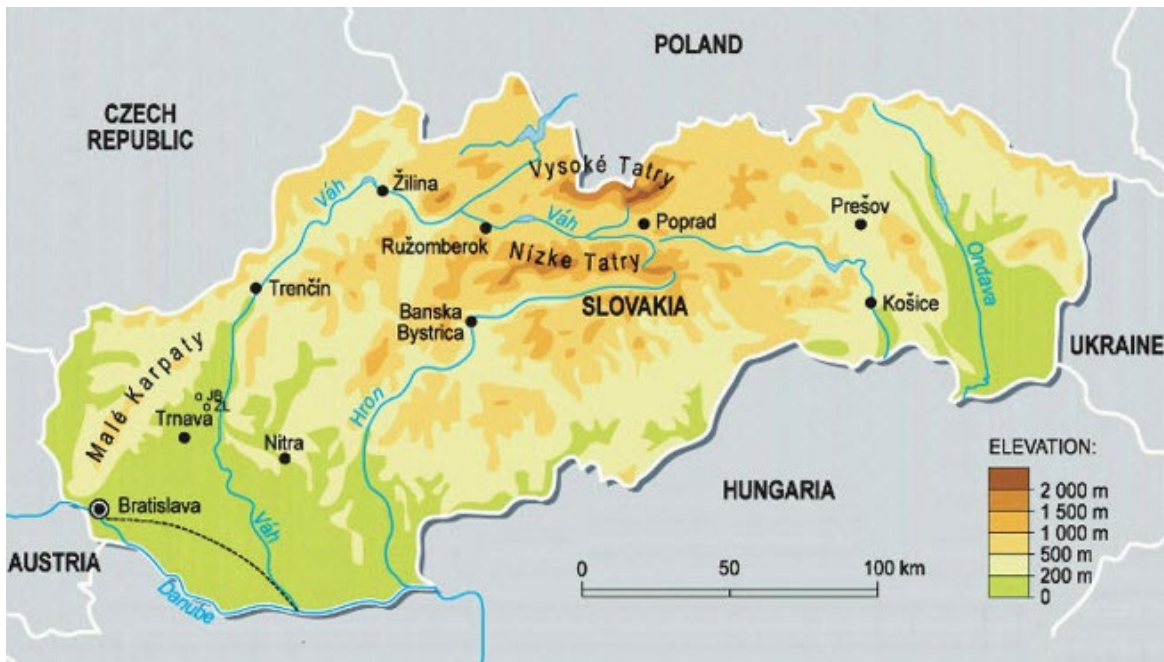 POLAND
CZECH
REPUBLIC
Vysoké Tatry
Žilina
Váh
Váh
Poprad
Prešov
Ružomberok
Nízke Tatry
Ondava
Trenčín
Banska
Bystrica
SLOVAKIA
Košice
UKRAINE
Malé Karpaty
JB
ŽL
Trnava
Hron
Nitra
ELEVATION:
2 000 m
1 500 m
1 000 m
500 m
200 m
0
HUNGARIA
Bratislava
Váh
AUSTRIA
Danube
0 50 100 km